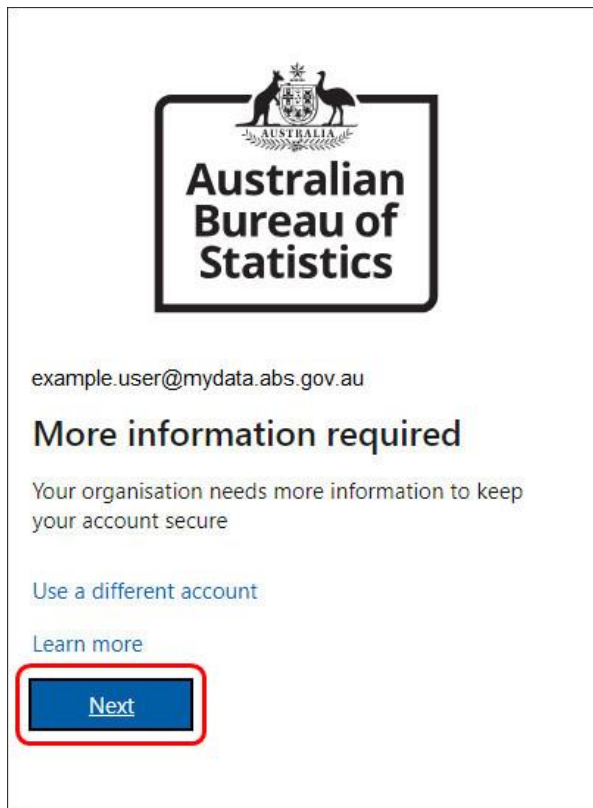 AUSTRALIA
Australian
Bureau of
Statistics
example.user@mydata.abs.gov.au
More information required
Your organisation needs more information to keep
your account secure
Use a different account
Learn more
Next